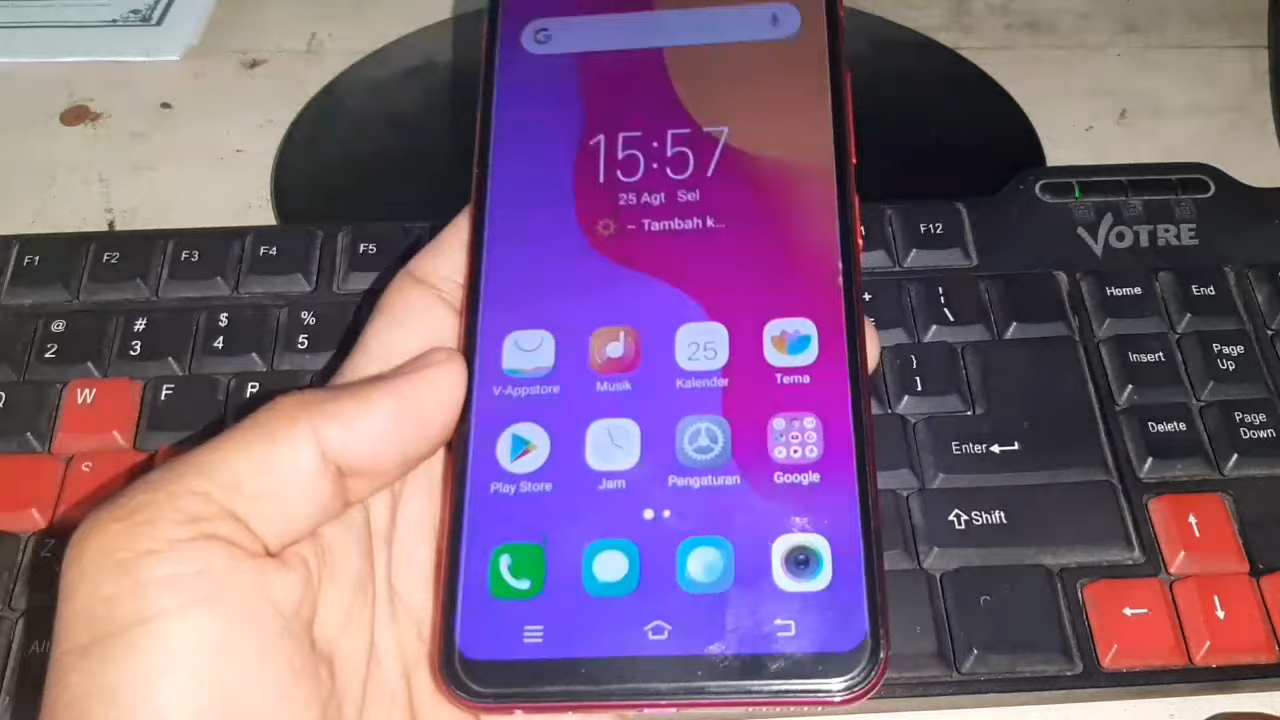 15:57
25 Agt Sel
~ Tambah k...
V-Appstore
Musik
25
Kalender
Tema
Play Store
Jam
Pengaturan
Google
VOTRE
F1
F2
F3
F4
F5
F12
@
2
#
3
$
4
%
5
+
}
]
Home
End
Insert
Page
Up
Delete
Page
Down
W
F
Enter
Shift
Z